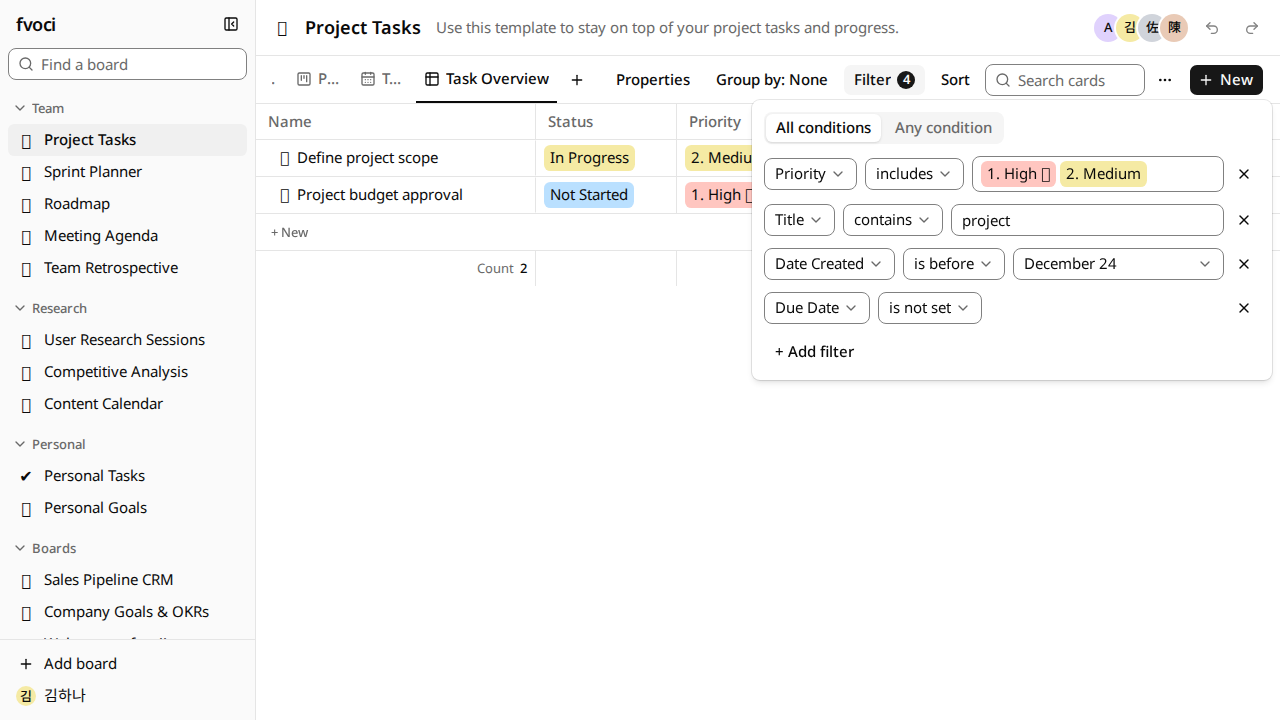 fvoci
Find a board
Team
Project Tasks
Sprint Planner
Roadmap
Meeting Agenda
Team Retrospective
Research
User Research Sessions
Competitive Analysis
Content Calendar
Personal
Personal Tasks
Personal Goals
Boards
Sales Pipeline CRM
Company Goals & OKRs
Add board
김 김하나
Project Tasks Use this template to stay on top of your project tasks and progress.
A 김 佐 陳
. P... T... Task Overview Properties Group by: None Filter 4 Sort Search cards ... New
Name Status Priority
Define project scope In Progress 2. Mediu
Project budget approval Not Started 1. High
+ New
Count 2
All conditions Any condition
Priority includes 1. High 2. Medium
Title contains project
Date Created is before December 24
Due Date is not set
+ Add filter